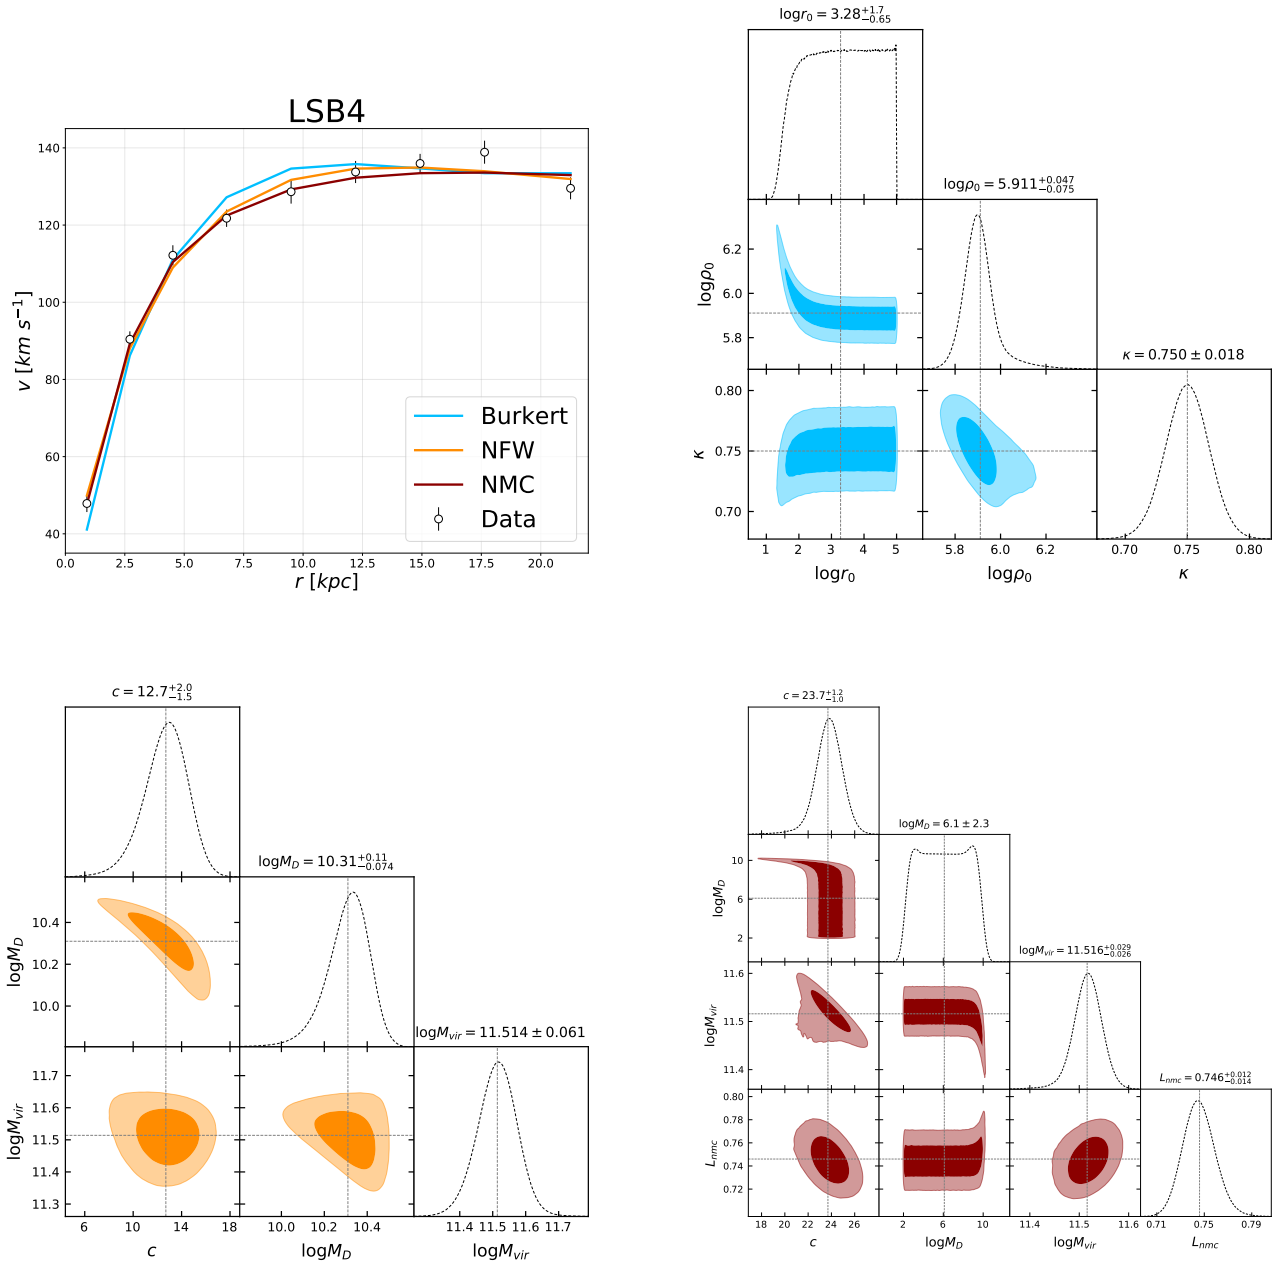 LSB4
140
120
100
80
60
40
v [km s⁻¹]
0.0 2.5 5.0 7.5 10.0 12.5 15.0 17.5 20.0
r [kpc]
Burkert
NFW
NMC
Data
logr₀ = 3.28+1.7−0.65
logρ₀ = 5.911+0.047−0.075
κ = 0.750 ± 0.018
6.2
6.0
5.8
logρ₀
0.80
0.75
0.70
κ
1 2 3 4 5
5.8 6.0 6.2
0.70 0.75 0.80
logr₀ logρ₀ κ
c = 12.7+2.0−1.5
logM_D = 10.31+0.11−0.074
logM_vir = 11.514 ± 0.061
10.4
10.2
10.0
logM_D
11.7
11.6
11.5
11.4
11.3
logM_vir
6 10 14 18
10.0 10.2 10.4
11.4 11.5 11.6 11.7
c logM_D logM_vir
c = 23.7+1.2−1.0
logM_D = 6.1 ± 2.3
logM_vir = 11.516+0.029−0.026
L_nmc = 0.746+0.012−0.014
10
6
2
logM_D
11.6
11.5
11.4
logM_vir
0.80
0.78
0.76
0.74
0.72
L_nmc
18 20 22 24 26
2 6 10
11.4 11.5 11.6
0.71 0.75 0.79
c logM_D logM_vir L_nmc